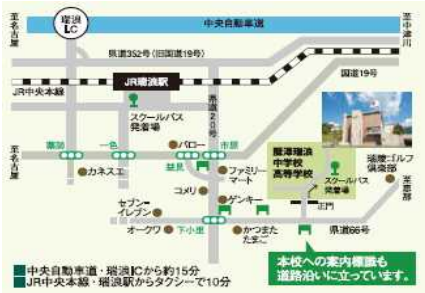 至名古屋
瑞浪
I.C
中央自動車道
至中津川
県道352号(旧国道19号)
国道19号
JR瑞浪駅
JR中央本線
スクールバス
発着場
県道20号
薬師
一色
バロー
市原
至名古屋
カネスエ
益見
ファミリー
マート
コメリ
ゲンキー
セブン-
イレブン
オークワ
下小里
かつまた
たまご
麗澤瑞浪
中学校
高等学校
スクールバス
発着場
正門
瑞陵ゴルフ
倶楽部
至恵那
県道66号
本校への案内標識も
道路沿いに立っています。
中央自動車道・瑞浪ICから約15分
JR中央本線・瑞浪駅からタクシーで10分